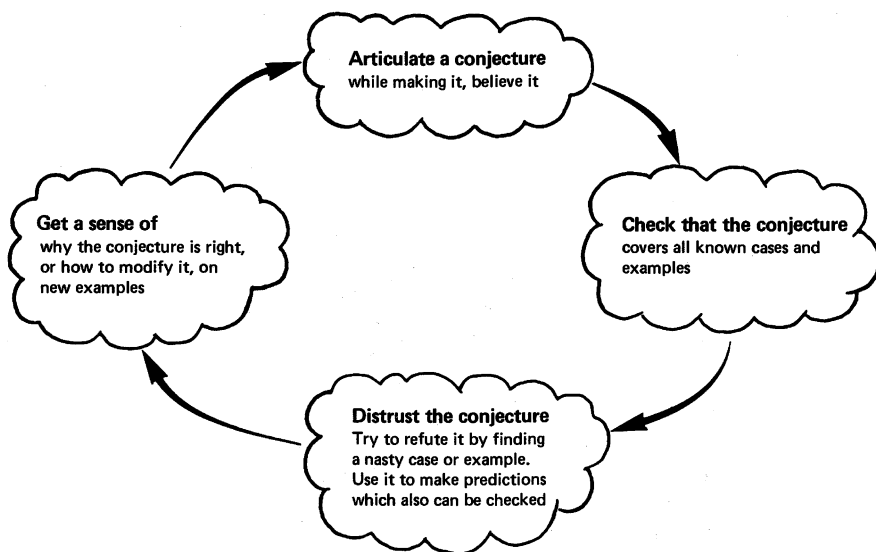 Articulate a conjecture
while making it, believe it
Check that the conjecture
covers all known cases and
examples
Distrust the conjecture
Try to refute it by finding
a nasty case or example.
Use it to make predictions
which also can be checked
Get a sense of
why the conjecture is right,
or how to modify it, on
new examples